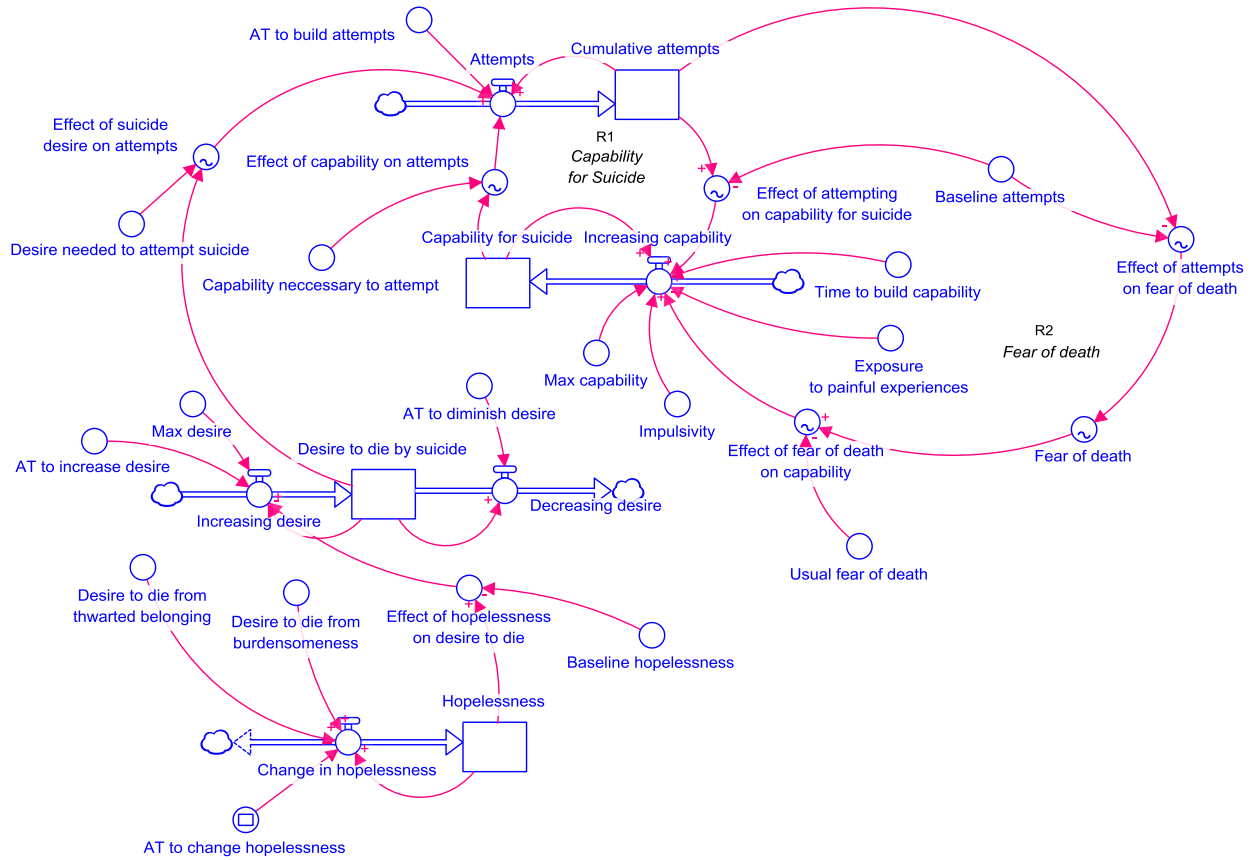 AT to build attempts
Attempts
Cumulative attempts
Effect of suicide
desire on attempts
R1
Capability
for Suicide
Effect of capability on attempts
Effect of attempting
on capability for suicide
Baseline attempts
Desire needed to attempt suicide
Capability for suicide
Increasing capability
Capability neccessary to attempt
Time to build capability
Effect of attempts
on fear of death
R2
Fear of death
Max capability
Exposure
to painful experiences
Impulsivity
AT to diminish desire
Max desire
AT to increase desire
Desire to die by suicide
Effect of fear of death
on capability
Fear of death
Increasing desire
Decreasing desire
Usual fear of death
Desire to die from
thwarted belonging
Desire to die from
burdensomeness
Effect of hopelessness
on desire to die
Baseline hopelessness
Hopelessness
Change in hopelessness
AT to change hopelessness